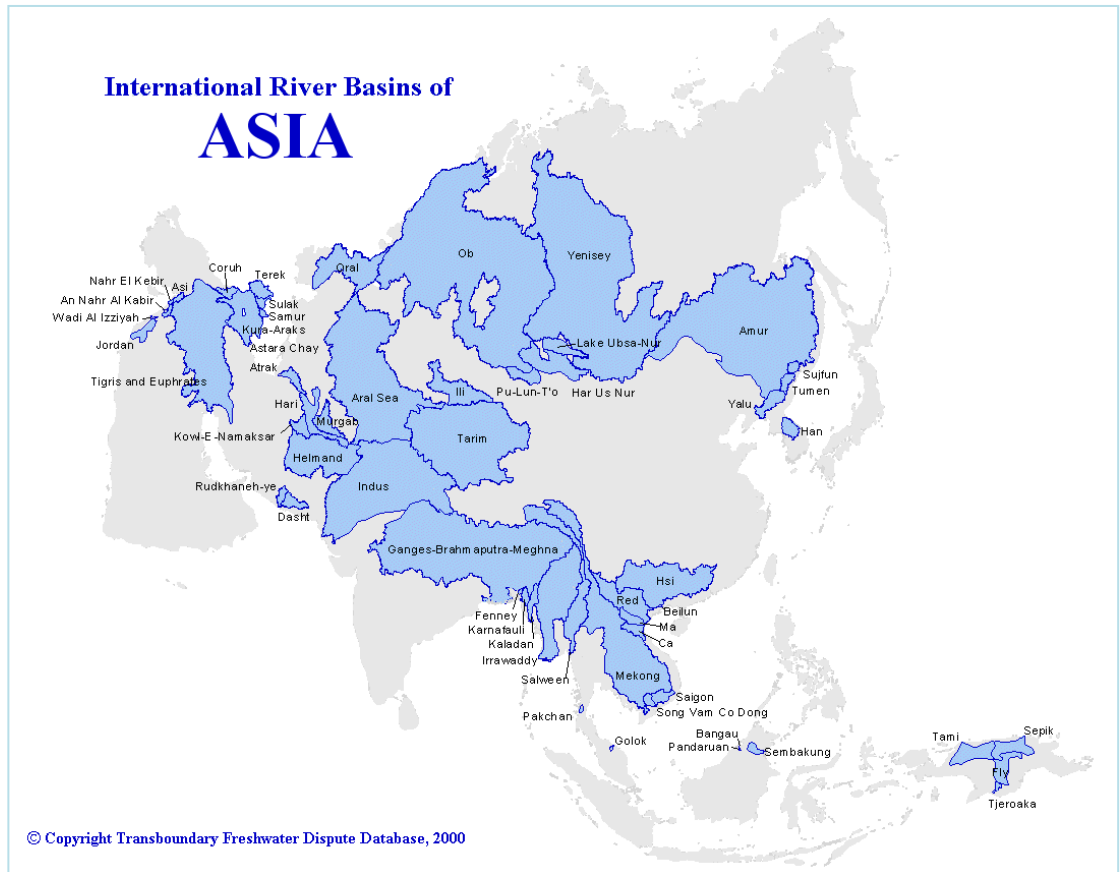 International River Basins of
ASIA
Ob
Yenisey
Oral
Coruh
Terek
Nahr El Kebir
Asi
An Nahr Al Kabir
Sulak
Wadi Al Izziyah
Samur
Kura-Araks
Jordan
Astara Chay
Amur
Lake Ubsa-Nur
Atrak
Sujfun
Tigris and Euphrates
Pu-Lun-T'o
Har Us Nur
Tumen
Ili
Aral Sea
Hari
Yalu
Murgab
Han
Kowl-E-Namaksar
Tarim
Helmand
Rudkhaneh-ye
Indus
Dasht
Ganges-Brahmaputra-Meghna
Hsi
Red
Fenney
Beilun
Karnafauli
Ma
Kaladan
Ca
Irrawaddy
Salween
Mekong
Saigon
Pakchan
Song Vam Co Dong
Golok
Bangau
Pandaruan
Sembakung
Tami
Sepik
Fly
Tjeroaka
© Copyright Transboundary Freshwater Dispute Database, 2000